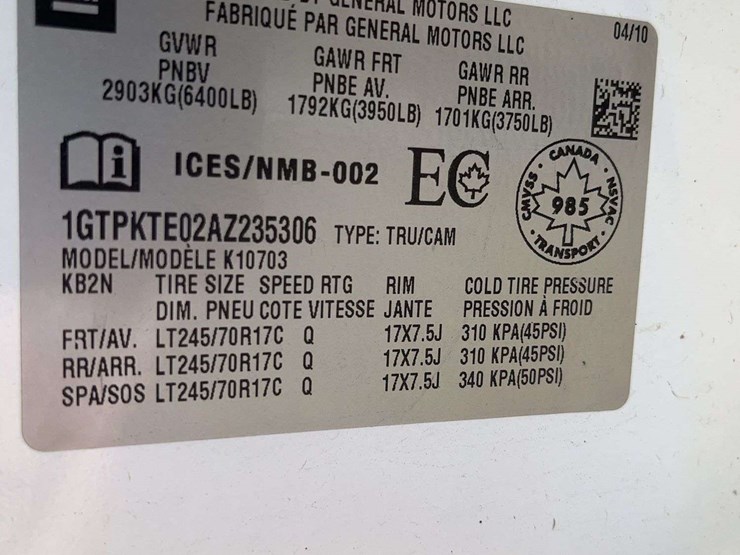 GENERAL MOTORS LLC
FABRIQUÉ PAR GENERAL MOTORS LLC
04/10
GVWR
PNBV
2903KG(6400LB)
GAWR FRT
PNBE AV.
1792KG(3950LB)
GAWR RR
PNBE ARR.
1701KG(3750LB)
ICES/NMB-002
EC
CANADA
CMVSS
NSVAC
985
TRANSPORT
1GTPKTE02AZ235306 TYPE: TRU/CAM
MODEL/MODÈLE K10703
KB2N TIRE SIZE SPEED RTG RIM COLD TIRE PRESSURE
DIM. PNEU COTE VITESSE JANTE PRESSION À FROID
FRT/AV. LT245/70R17C Q 17X7.5J 310 KPA(45PSI)
RR/ARR. LT245/70R17C Q 17X7.5J 310 KPA(45PSI)
SPA/SOS LT245/70R17C Q 17X7.5J 340 KPA(50PSI)